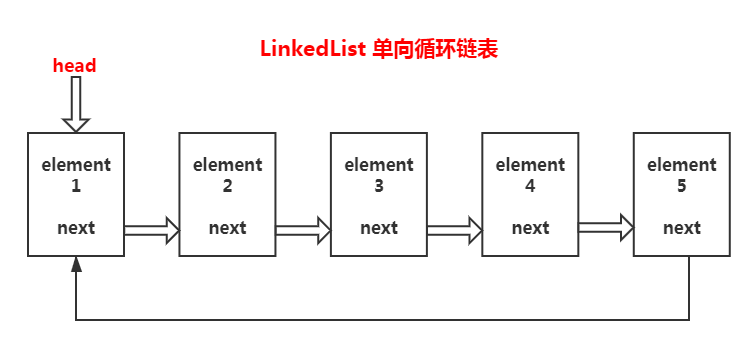 LinkedList 单向循环链表
head
element
1
next
element
2
next
element
3
next
element
4
next
element
5
next